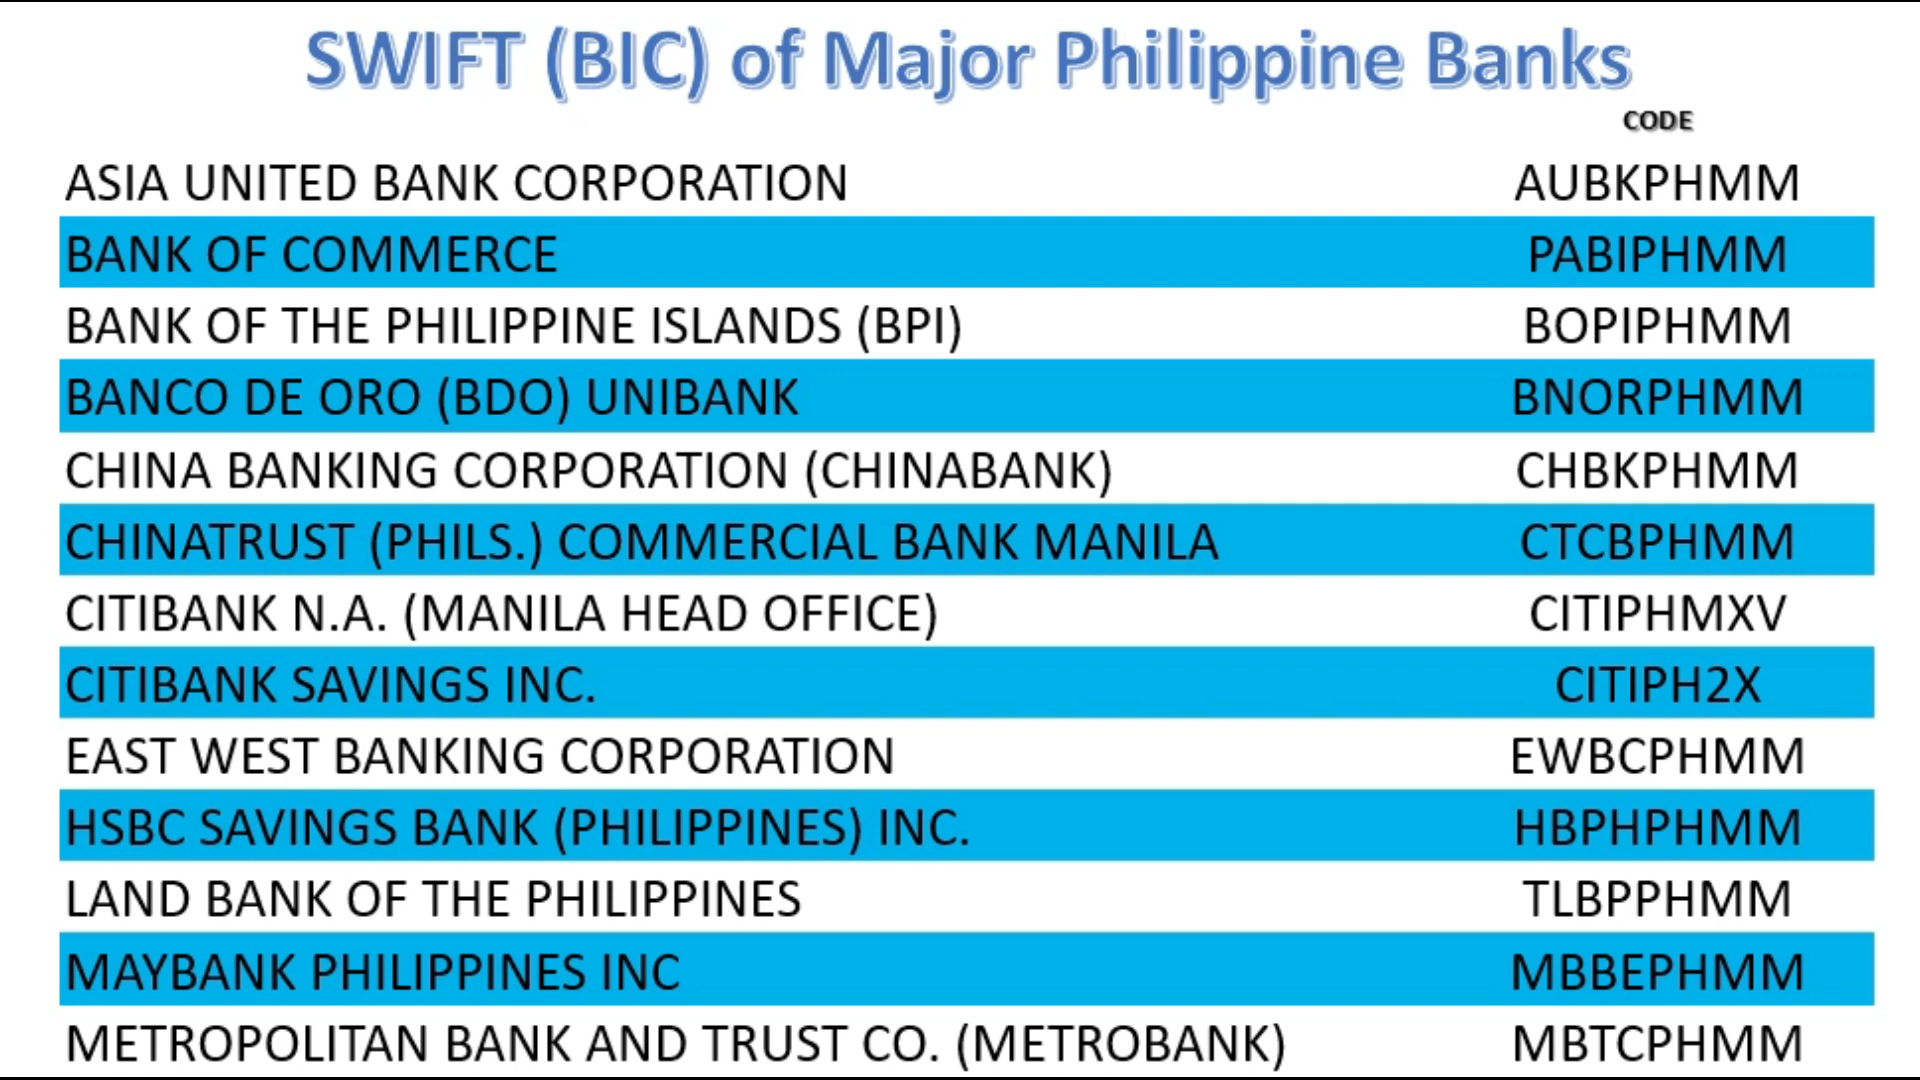 SWIFT (BIC) of Major Philippine Banks
CODE
ASIA UNITED BANK CORPORATION AUBKPHMM
BANK OF COMMERCE PABIPHMM
BANK OF THE PHILIPPINE ISLANDS (BPI) BOPIPHMM
BANCO DE ORO (BDO) UNIBANK BNORPHMM
CHINA BANKING CORPORATION (CHINABANK) CHBKPHMM
CHINATRUST (PHILS.) COMMERCIAL BANK MANILA CTCBPHMM
CITIBANK N.A. (MANILA HEAD OFFICE) CITIPHMXV
CITIBANK SAVINGS INC. CITIPH2X
EAST WEST BANKING CORPORATION EWBCPHMM
HSBC SAVINGS BANK (PHILIPPINES) INC. HBPHPHMM
LAND BANK OF THE PHILIPPINES TLBPPHMM
MAYBANK PHILIPPINES INC MBBEPHMM
METROPOLITAN BANK AND TRUST CO. (METROBANK) MBTCPHMM